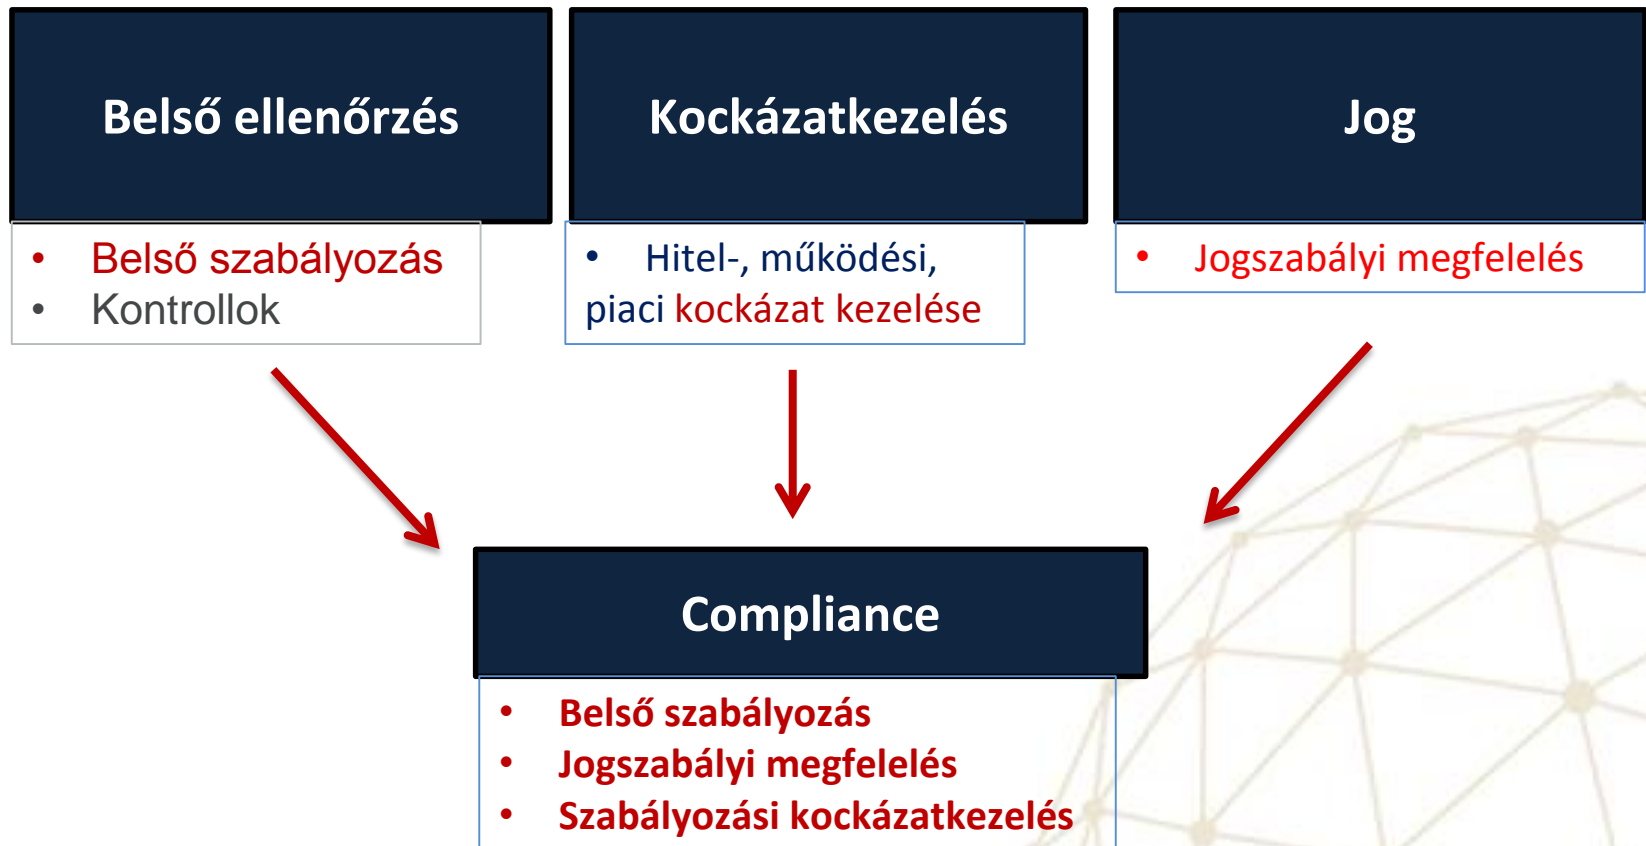 Belső ellenőrzés
• Belső szabályozás
• Kontrollok
Kockázatkezelés
• Hitel-, működési,
piaci kockázat kezelése
Jog
• Jogszabályi megfelelés
Compliance
• Belső szabályozás
• Jogszabályi megfelelés
• Szabályozási kockázatkezelés